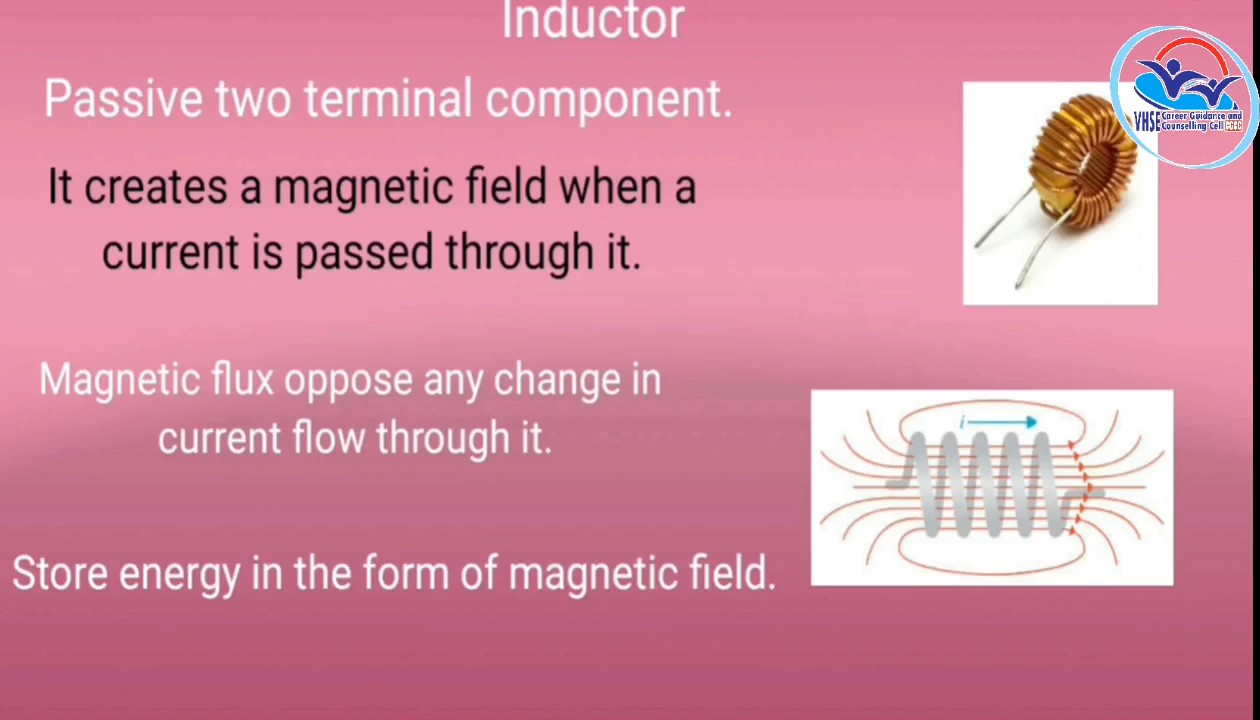 Inductor
Passive two terminal component.
It creates a magnetic field when a
current is passed through it.
Magnetic flux oppose any change in
current flow through it.
Store energy in the form of magnetic field.
i
VHSE Career Guidance and
Counselling Cell CGCC